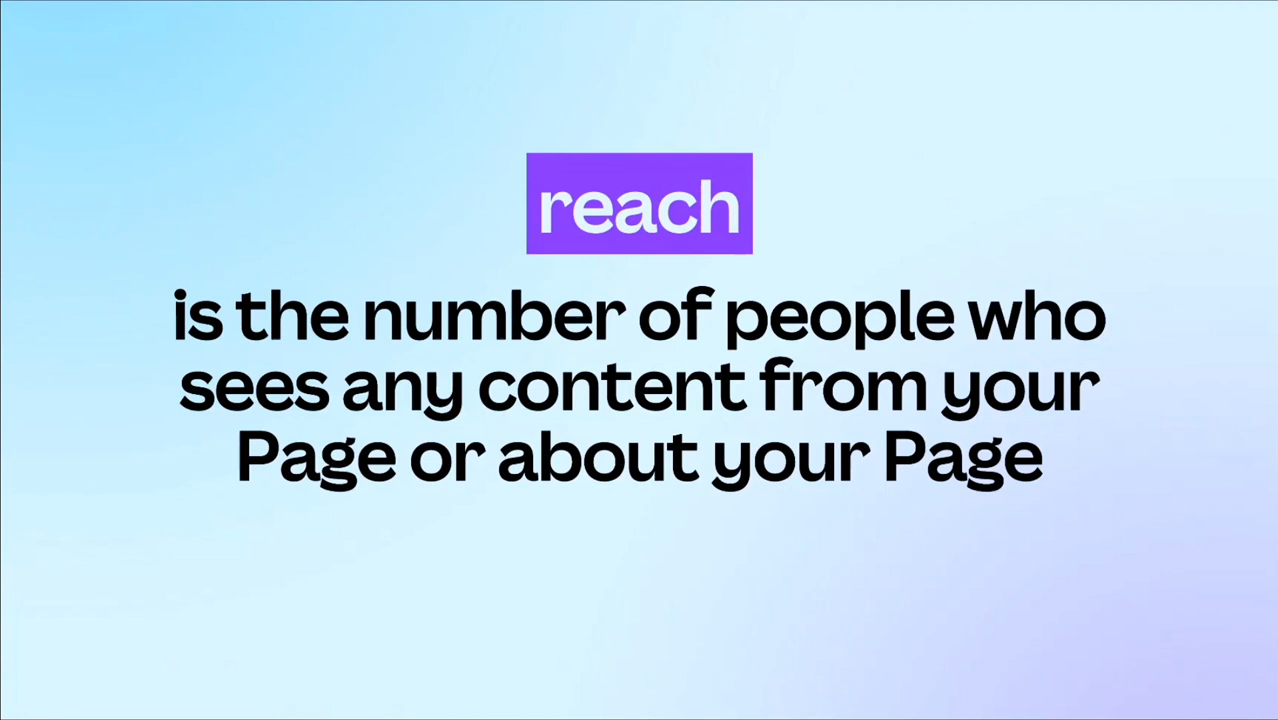 reach
is the number of people who
sees any content from your
Page or about your Page